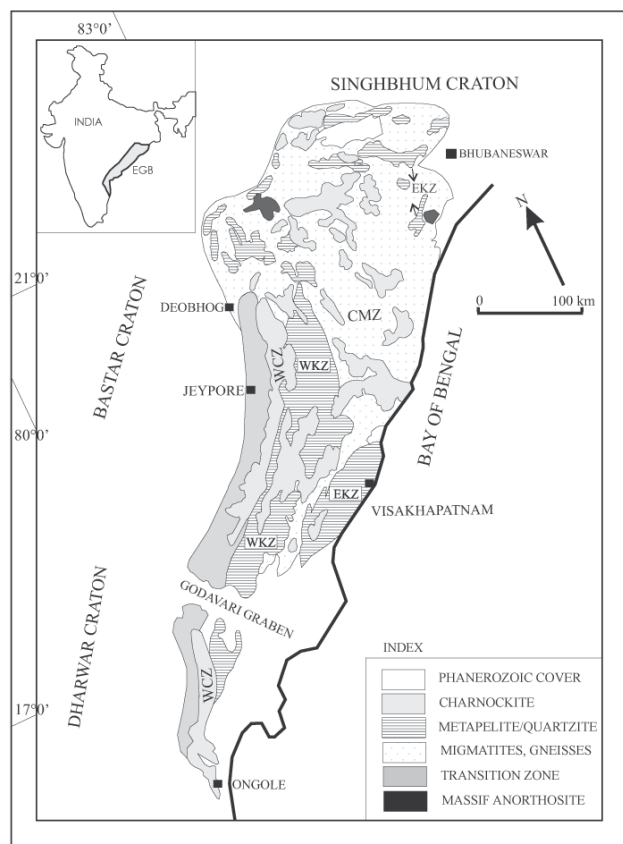 83°0'
SINGHBHUM CRATON
INDIA
EGB
BHUBANESWAR
EKZ
N
21°0'
0 100 km
DEOBHOG
CMZ
BASTAR CRATON
WCZ
WKZ
JEYPORE
BAY OF BENGAL
80°0'
EKZ
VISAKHAPATNAM
WKZ
GODAVARI GRABEN
DHARWAR CRATON
INDEX
PHANEROZOIC COVER
WCZ
CHARNOCKITE
17°0'
METAPELITE/QUARTZITE
MIGMATITES, GNEISSES
TRANSITION ZONE
ONGOLE
MASSIF ANORTHOSITE